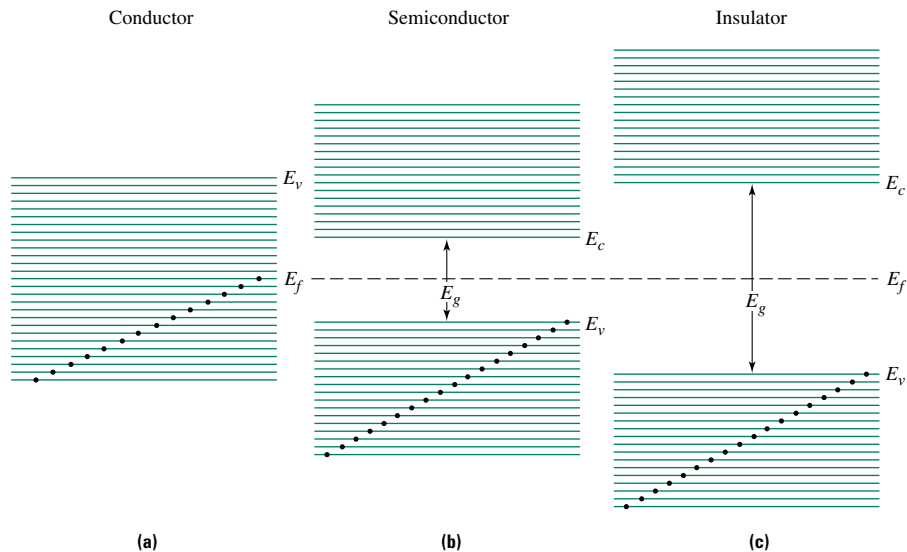 Conductor
Semiconductor
Insulator
E_v
E_f
E_c
E_g
E_v
E_c
E_f
E_g
E_v
(a)
(b)
(c)